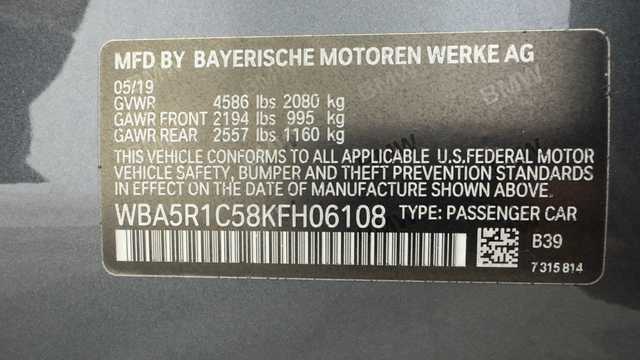 MFD BY BAYERISCHE MOTOREN WERKE AG
05/19
GVWR 4586 lbs 2080 kg
GAWR FRONT 2194 lbs 995 kg
GAWR REAR 2557 lbs 1160 kg
THIS VEHICLE CONFORMS TO ALL APPLICABLE U.S.FEDERAL MOTOR
VEHICLE SAFETY, BUMPER AND THEFT PREVENTION STANDARDS
IN EFFECT ON THE DATE OF MANUFACTURE SHOWN ABOVE.
WBA5R1C58KFH06108 TYPE: PASSENGER CAR
B39
7 315 814